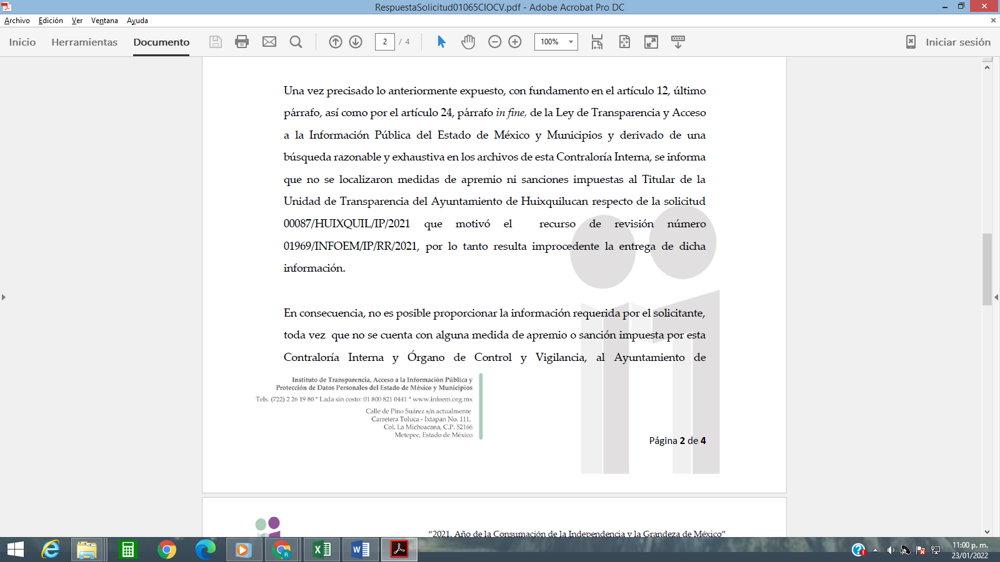 RespuestaSolicitud01065CIOCV.pdf - Adobe Acrobat Pro DC
Archivo Edición Ver Ventana Ayuda
Inicio Herramientas Documento 2 / 4 100% Iniciar sesión
Una vez precisado lo anteriormente expuesto, con fundamento en el artículo 12, último
párrafo, así como por el artículo 24, párrafo in fine, de la Ley de Transparencia y Acceso
a la Información Pública del Estado de México y Municipios y derivado de una
búsqueda razonable y exhaustiva en los archivos de esta Contraloría Interna, se informa
que no se localizaron medidas de apremio ni sanciones impuestas al Titular de la
Unidad de Transparencia del Ayuntamiento de Huixquilucan respecto de la solicitud
00087/HUIXQUIL/IP/2021 que motivó el recurso de revisión número
01969/INFOEM/IP/RR/2021, por lo tanto resulta improcedente la entrega de dicha
información.
En consecuencia, no es posible proporcionar la información requerida por el solicitante,
toda vez que no se cuenta con alguna medida de apremio o sanción impuesta por esta
Contraloría Interna y Órgano de Control y Vigilancia, al Ayuntamiento de
Instituto de Transparencia, Acceso a la Información Pública y
Protección de Datos Personales del Estado de México y Municipios
Tels. (722) 2 26 19 80 * Lada sin costo: 01 800 821 0441 * www.infoem.org.mx
Calle de Pino Suárez s/n actualmente
Carretera Toluca - Ixtapan No. 111,
Col. La Michoacana, C.P. 52166
Metepec, Estado de México
Página 2 de 4
“2021. Año de la Consumación de la Independencia y la Grandeza de México”
11:00 p. m.
23/01/2022